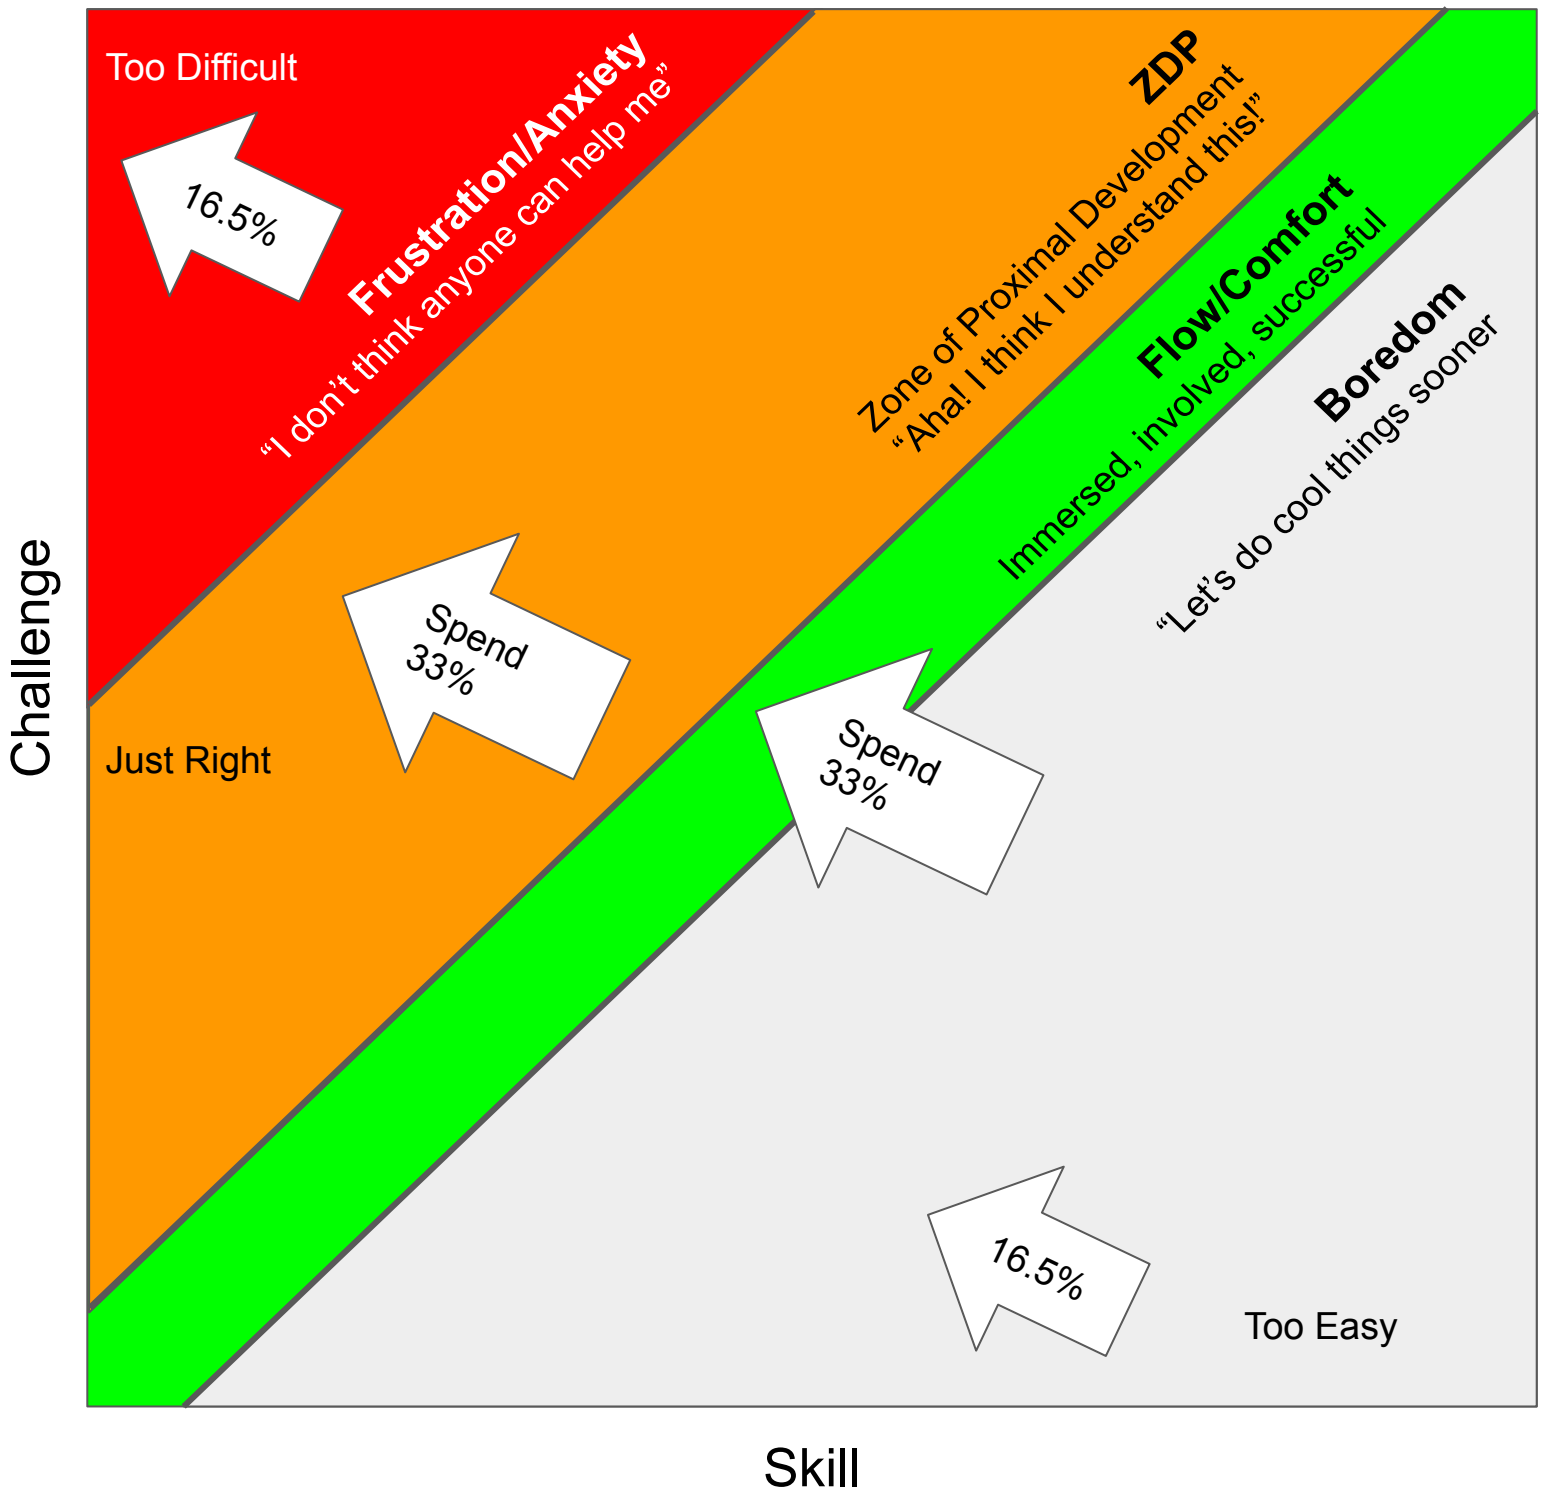 Too Difficult
16.5%
Frustration/Anxiety
“I don’t think anyone can help me”
ZDP
Zone of Proximal Development
“Aha! I think I understand this!”
Flow/Comfort
Immersed, involved, successful
Boredom
“Let’s do cool things sooner
Spend
33%
Just Right
Spend
33%
16.5%
Too Easy
Challenge
Skill